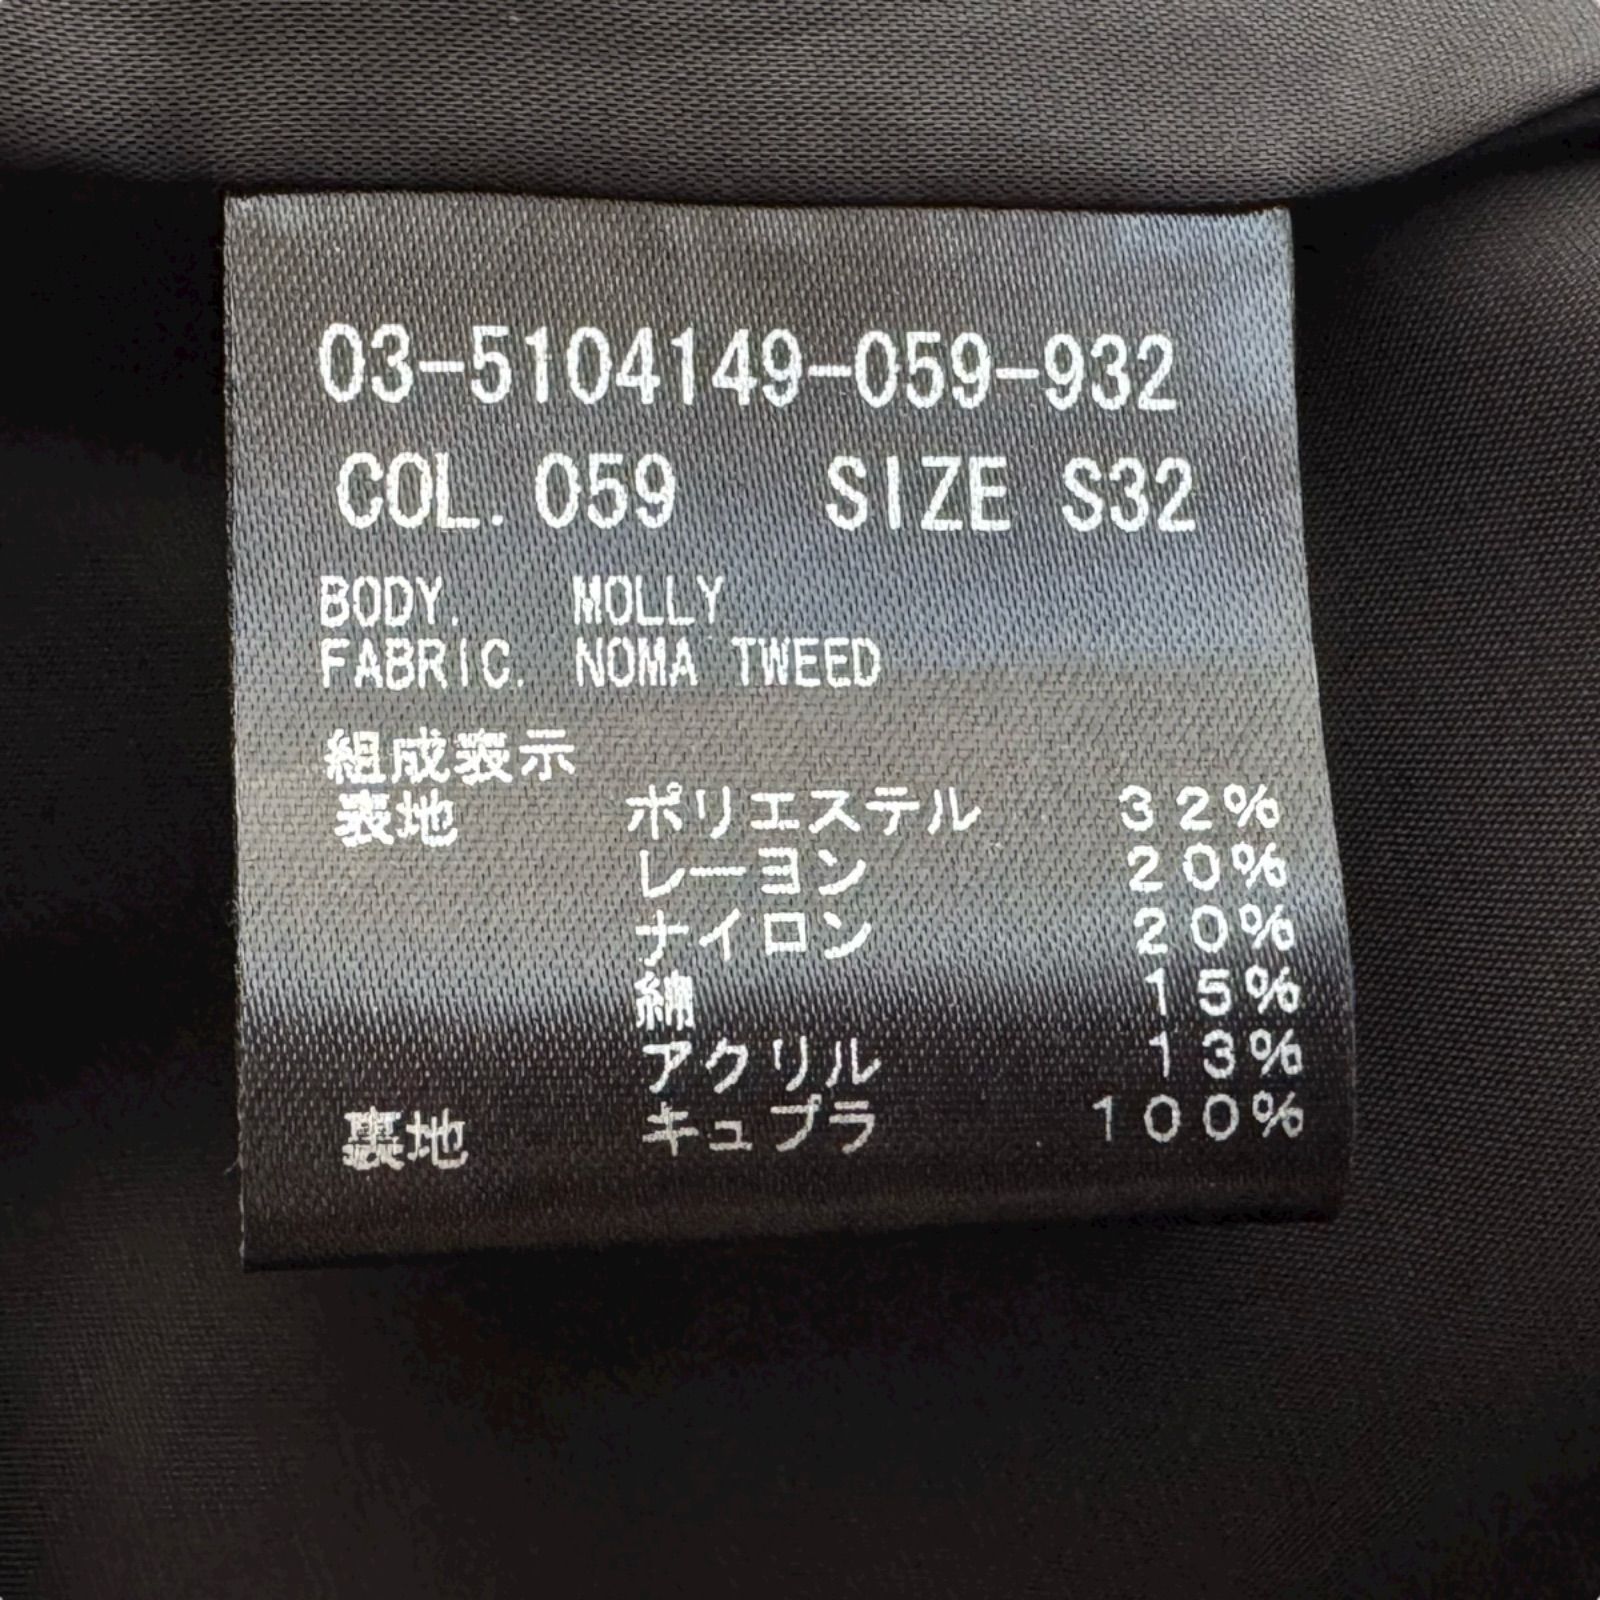 03-5104149-059-932
COL. 059 SIZE S32
BODY. MOLLY
FABRIC. NOMA TWEED
組成表示
表地 ポリエステル 32%
レーヨン 20%
ナイロン 20%
綿 15%
アクリル 13%
裏地 キュプラ 100%